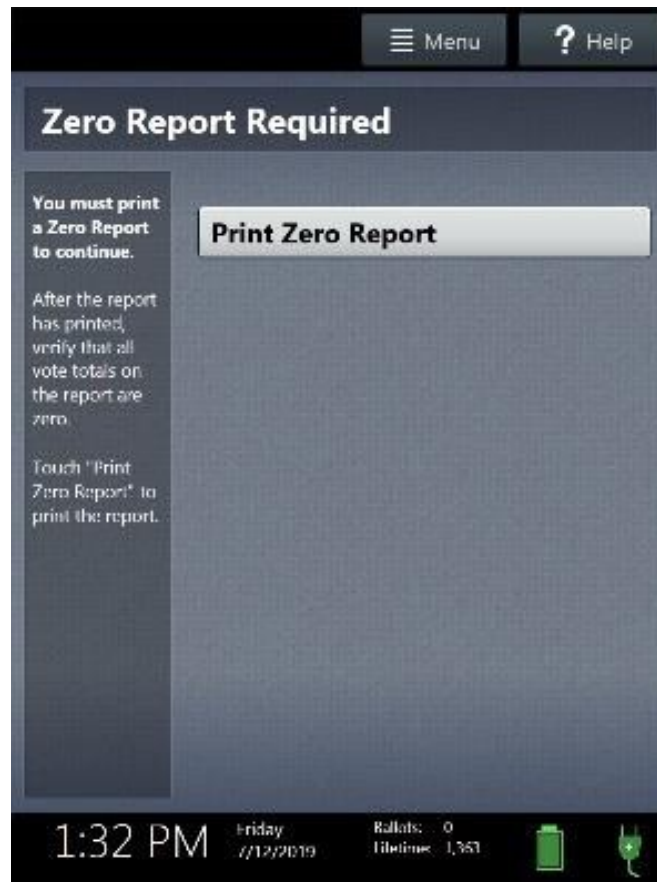 Menu
? Help
Zero Report Required
You must print
a Zero Report
to continue.
Print Zero Report
After the report
has printed,
verify that all
vote totals on
the report are
zero.
Touch "Print
Zero Report" to
print the report.
1:32 PM
Friday
7/12/2019
Ballots: 0
Lifetime: 1,363